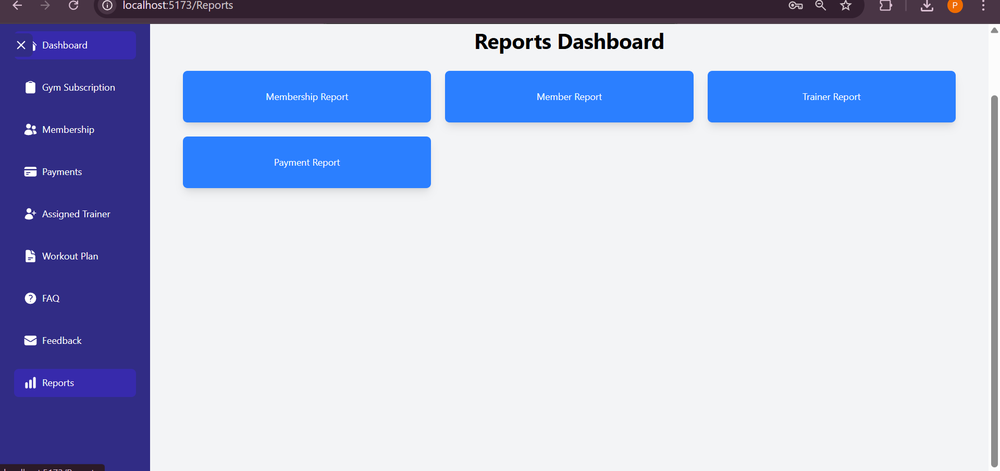 localhost:5173/Reports
P
Dashboard
Gym Subscription
Membership
Payments
Assigned Trainer
Workout Plan
FAQ
Feedback
Reports
Reports Dashboard
Membership Report
Member Report
Trainer Report
Payment Report